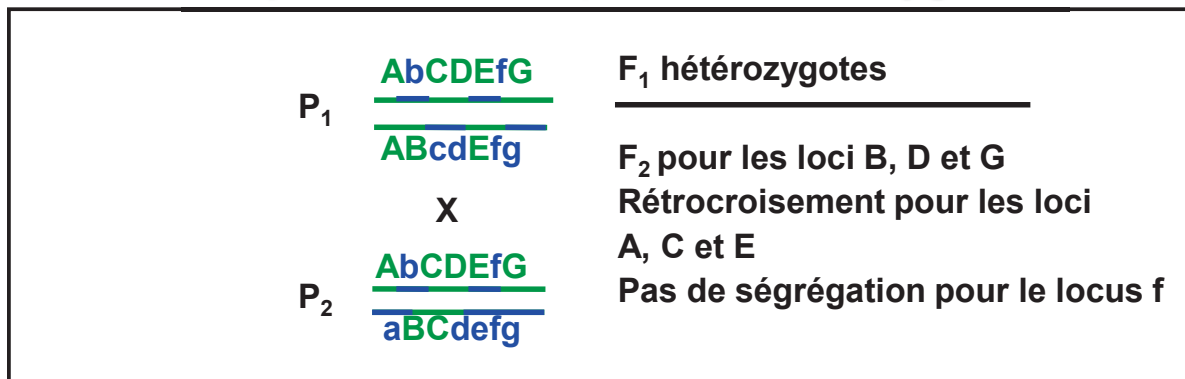 AbCDEfG
P1
ABcdEfg
X
AbCDEfG
P2
aBCdefg
F1 hétérozygotes
F2 pour les loci B, D et G
Rétrocroisement pour les loci
A, C et E
Pas de ségrégation pour le locus f